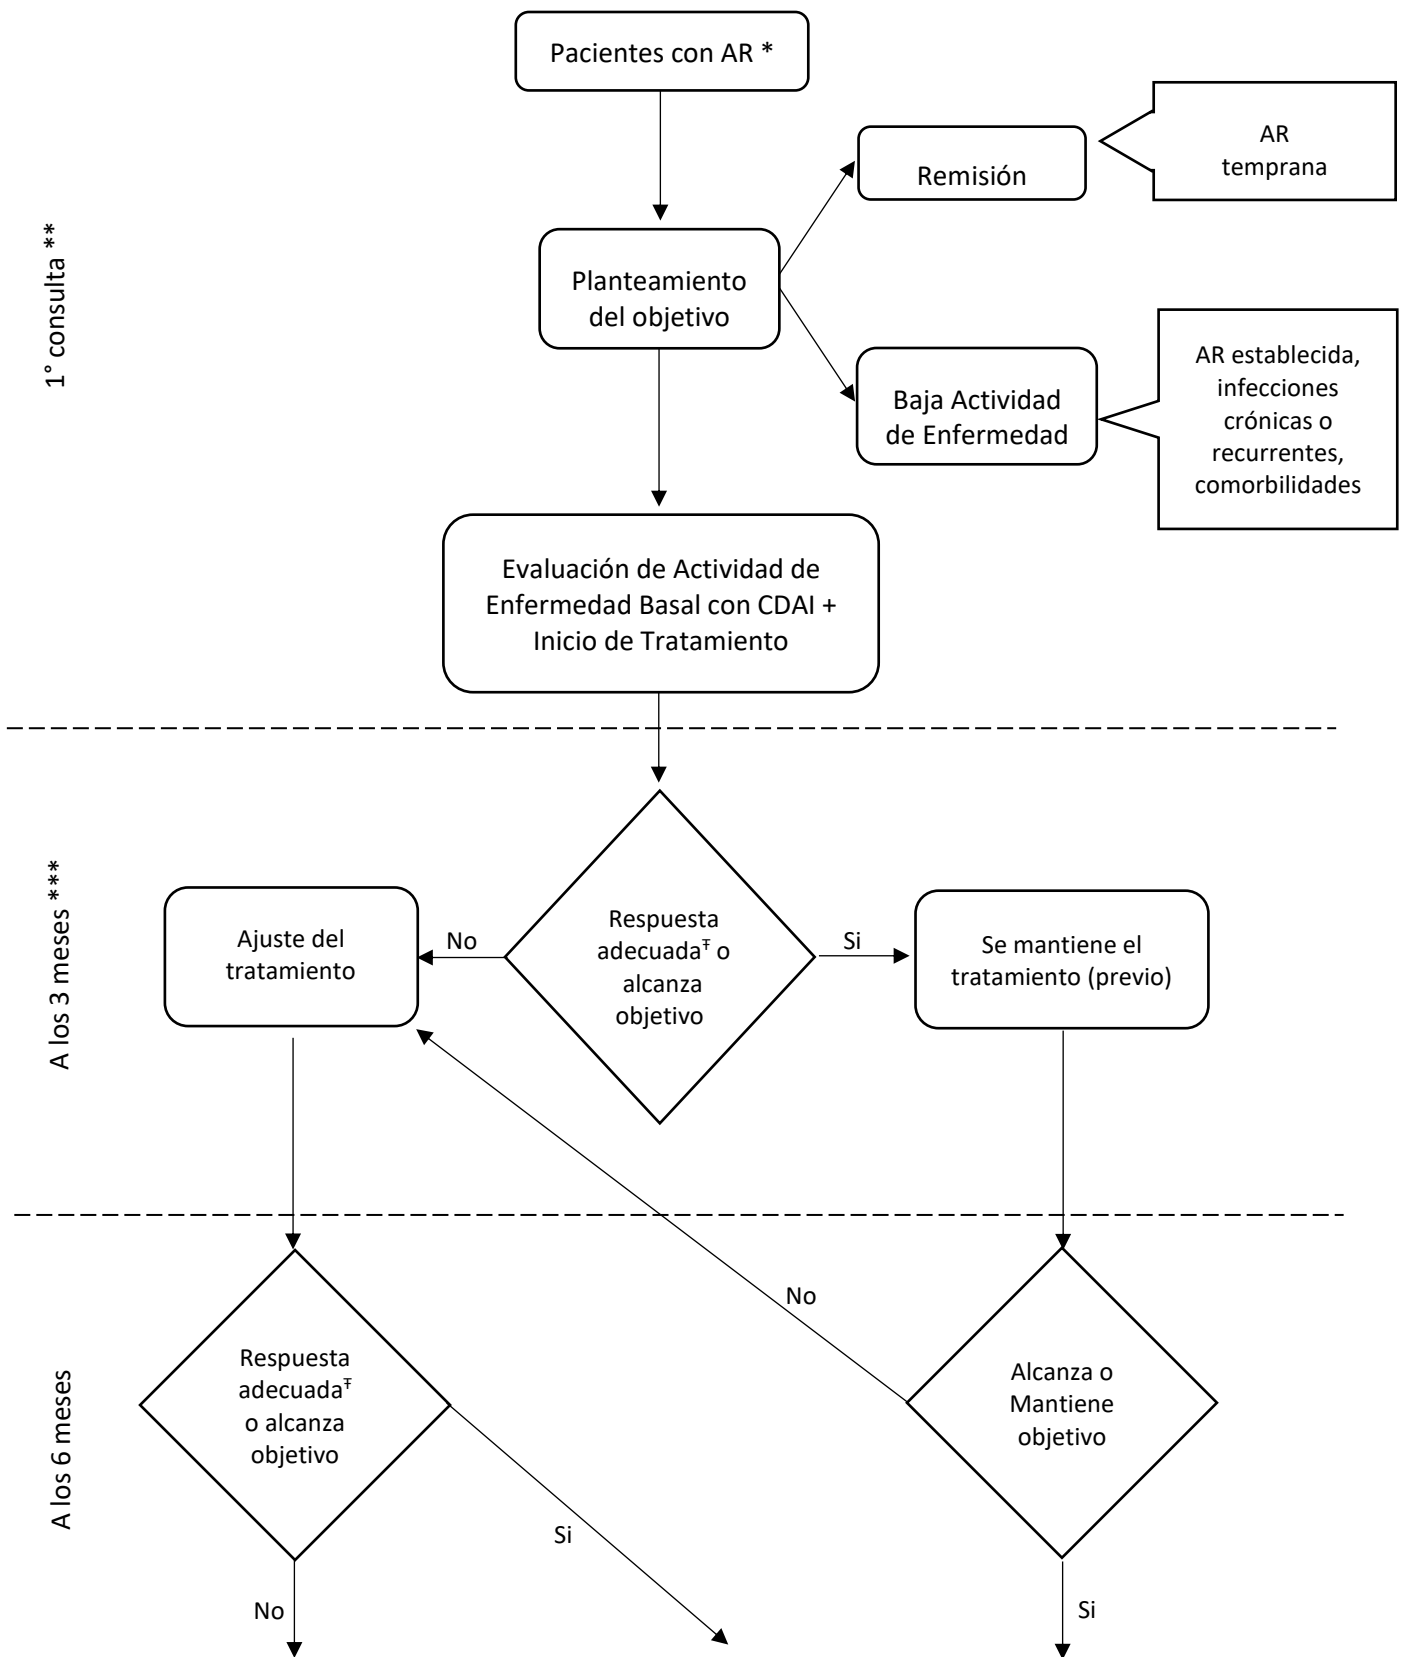 Pacientes con AR *
Remisión
AR
temprana
1° consulta **
Planteamiento
del objetivo
Baja Actividad
de Enfermedad
AR establecida,
infecciones
crónicas o
recurrentes,
comorbilidades
Evaluación de Actividad de
Enfermedad Basal con CDAI +
Inicio de Tratamiento
A los 3 meses ***
Ajuste del
tratamiento
No
Respuesta
adecuada⁺ o
alcanza
objetivo
Si
Se mantiene el
tratamiento (previo)
A los 6 meses
Respuesta
adecuada⁺
o alcanza
objetivo
No
Alcanza o
Mantiene
objetivo
Si
No
Si